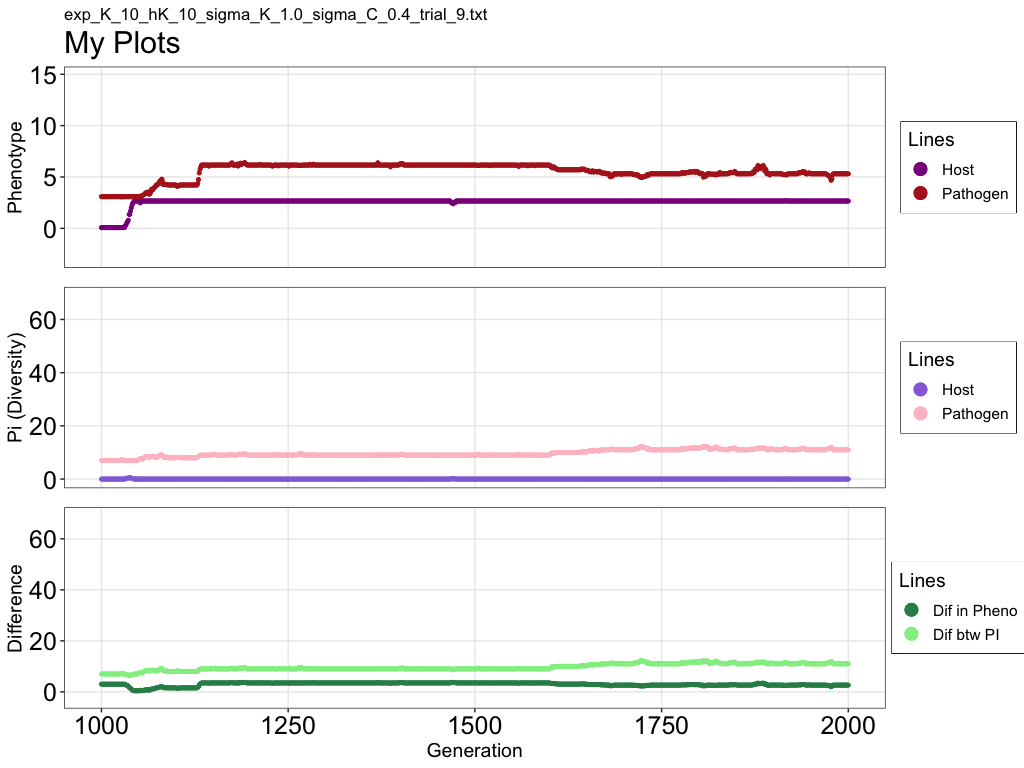 exp_K_10_hK_10_sigma_K_1.0_sigma_C_0.4_trial_9.txt
My Plots
Phenotype
15
10
5
0
Lines
Host
Pathogen
Pi (Diversity)
60
40
20
0
Lines
Host
Pathogen
Difference
60
40
20
0
Lines
Dif in Pheno
Dif btw PI
1000 1250 1500 1750 2000
Generation